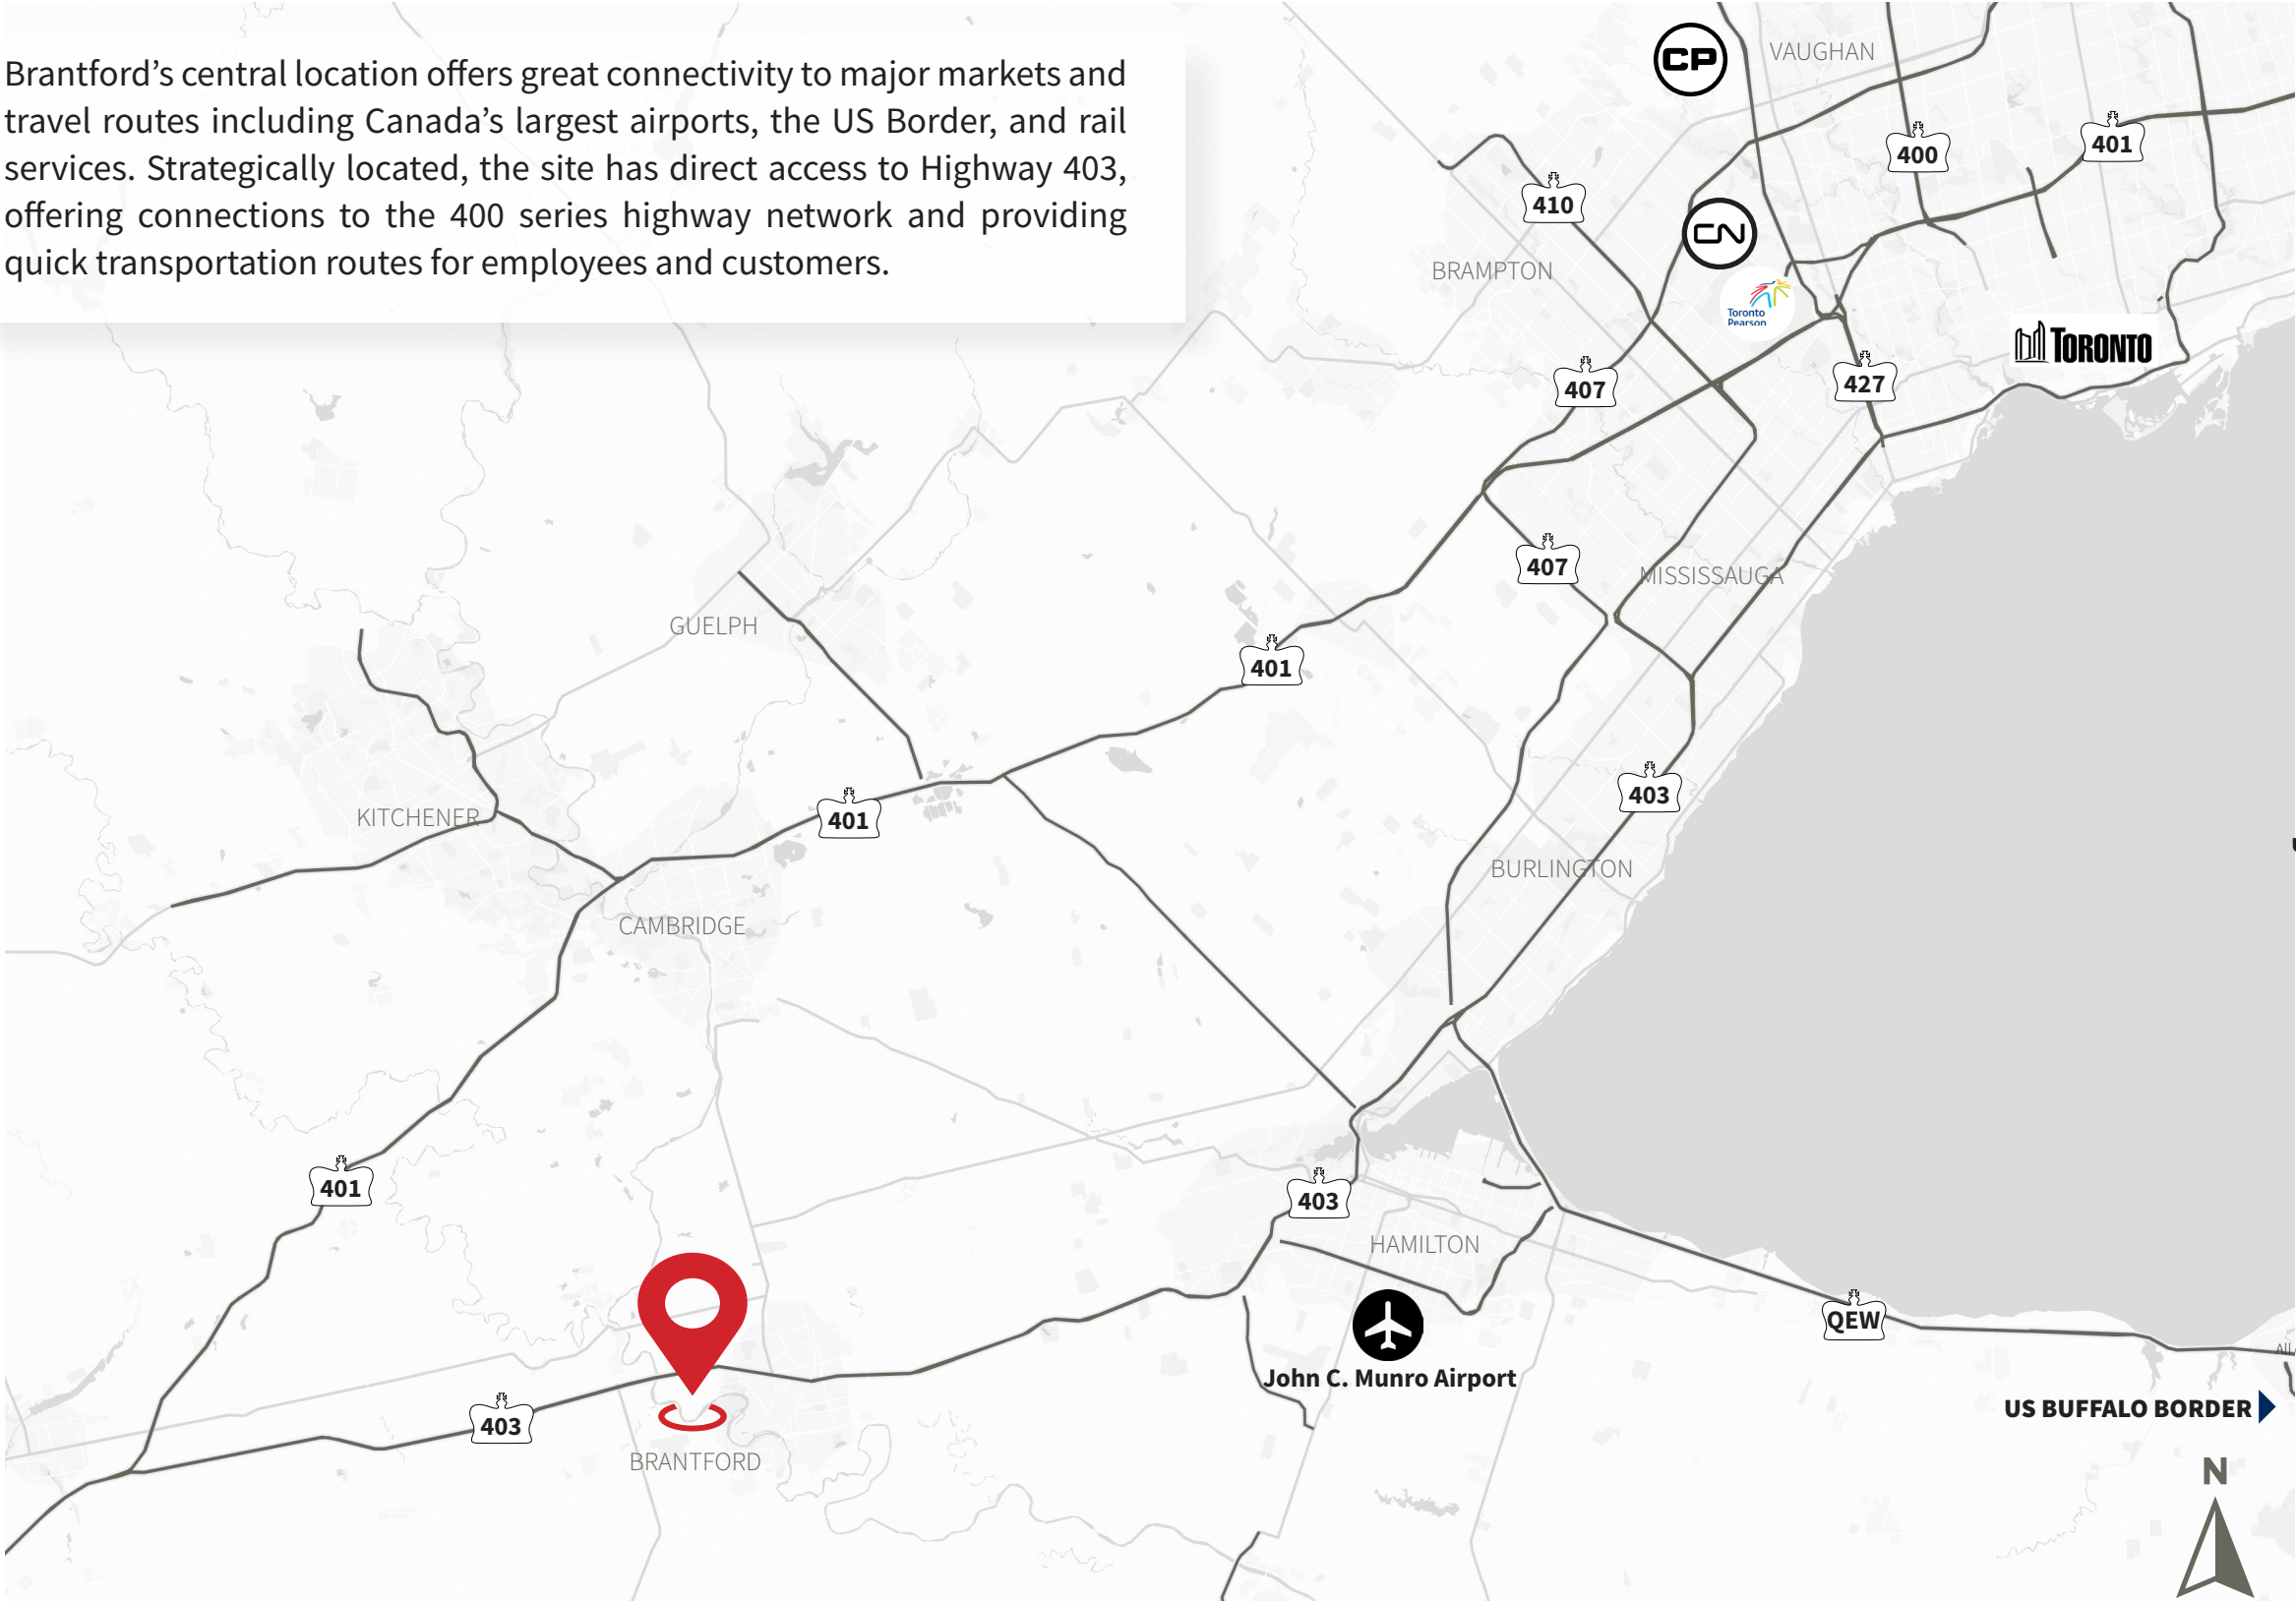 Brantford’s central location offers great connectivity to major markets and
travel routes including Canada’s largest airports, the US Border, and rail
services. Strategically located, the site has direct access to Highway 403,
offering connections to the 400 series highway network and providing
quick transportation routes for employees and customers.
CP
VAUGHAN
400
401
410
CN
BRAMPTON
Toronto
Pearson
TORONTO
407
427
407
MISSISSAUGA
GUELPH
401
403
KITCHENER
401
BURLINGTON
CAMBRIDGE
401
403
HAMILTON
QEW
John C. Munro Airport
US BUFFALO BORDER
403
BRANTFORD
N